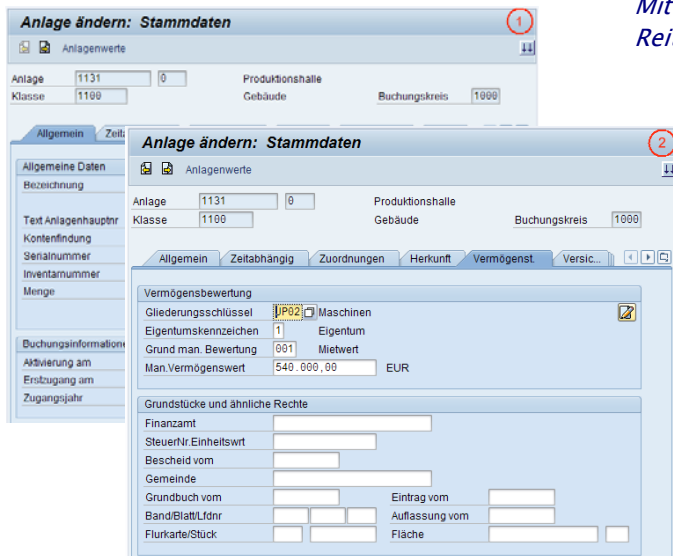 Mit
Anlage ändern: Stammdaten 1
Anlagenwerte
Anlage 1131 0 Produktionshalle
Klasse 1100 Gebäude Buchungskreis 1000
Allgemein
Allgemeine Daten
Bezeichnung
Text Anlagenhauptnr
Kontenfindung
Serialnummer
Inventarnummer
Menge
Aktivierung am
Erstzugang am
Zugangsjahr
Anlage ändern: Stammdaten 2
Anlagenwerte
Anlage 1131 0 Produktionshalle
Klasse 1100 Gebäude Buchungskreis 1000
Allgemein Zeitabhängig Zuordnungen Herkunft Vermögenst. Versic...
Vermögensbewertung
Gliederungsschlüssel UP02 Maschinen
Eigentumskennzeichen 1 Eigentum
Grund man. Bewertung 001 Mietwert
Man.Vermögenswert 540.000,00 EUR
Grundstücke und ähnliche Rechte
Finanzamt
SteuerNr.Einheitswrt
Bescheid vom
Gemeinde
Grundbuch vom Eintrag vom
Band/Blatt/Lfdnr Auflassung vom
Flurkarte/Stück Fläche